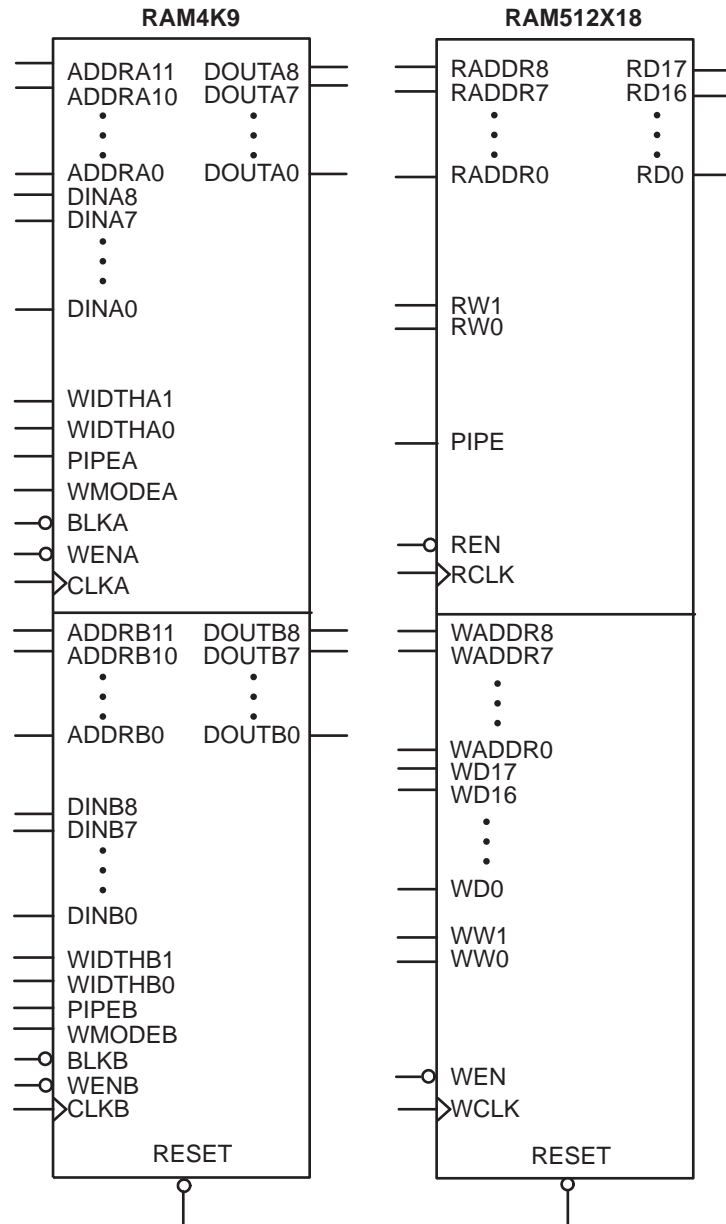 RAM4K9
ADDRA11 DOUTA8
ADDRA10 DOUTA7
ADDRA0 DOUTA0
DINA8
DINA7
DINA0
WIDTHA1
WIDTHA0
PIPEA
WMODEA
BLKA
WENA
CLKA
ADDRB11 DOUTB8
ADDRB10 DOUTB7
ADDRB0 DOUTB0
DINB8
DINB7
DINB0
WIDTHB1
WIDTHB0
PIPEB
WMODEB
BLKB
WENB
CLKB
RESET
RAM512X18
RADDR8 RD17
RADDR7 RD16
RADDR0 RD0
RW1
RW0
PIPE
REN
RCLK
WADDR8
WADDR7
WADDR0
WD17
WD16
WD0
WW1
WW0
WEN
WCLK
RESET